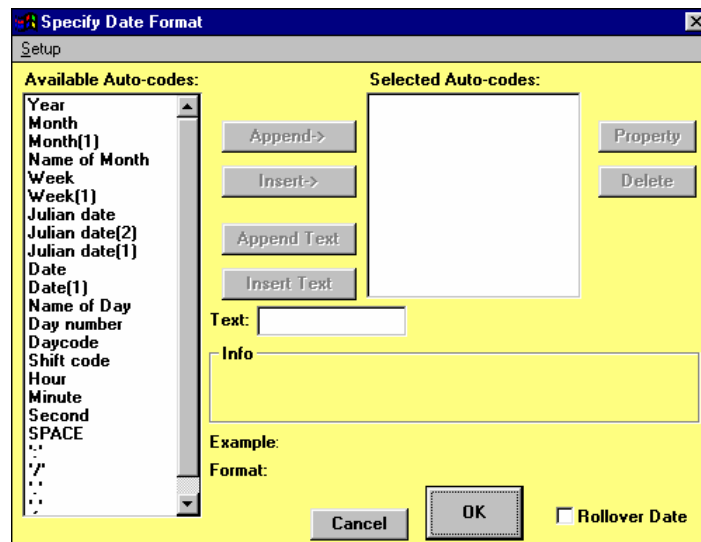 Specify Date Format
Setup
Available Auto-codes:
Selected Auto-codes:
Year
Month
Month(1)
Name of Month
Week
Week(1)
Julian date
Julian date(2)
Julian date(1)
Date
Date(1)
Name of Day
Day number
Daycode
Shift code
Hour
Minute
Second
SPACE
':'
'/'
Append->
Insert->
Append Text
Insert Text
Property
Delete
Text:
Info
Example:
Format:
Cancel
OK
Rollover Date